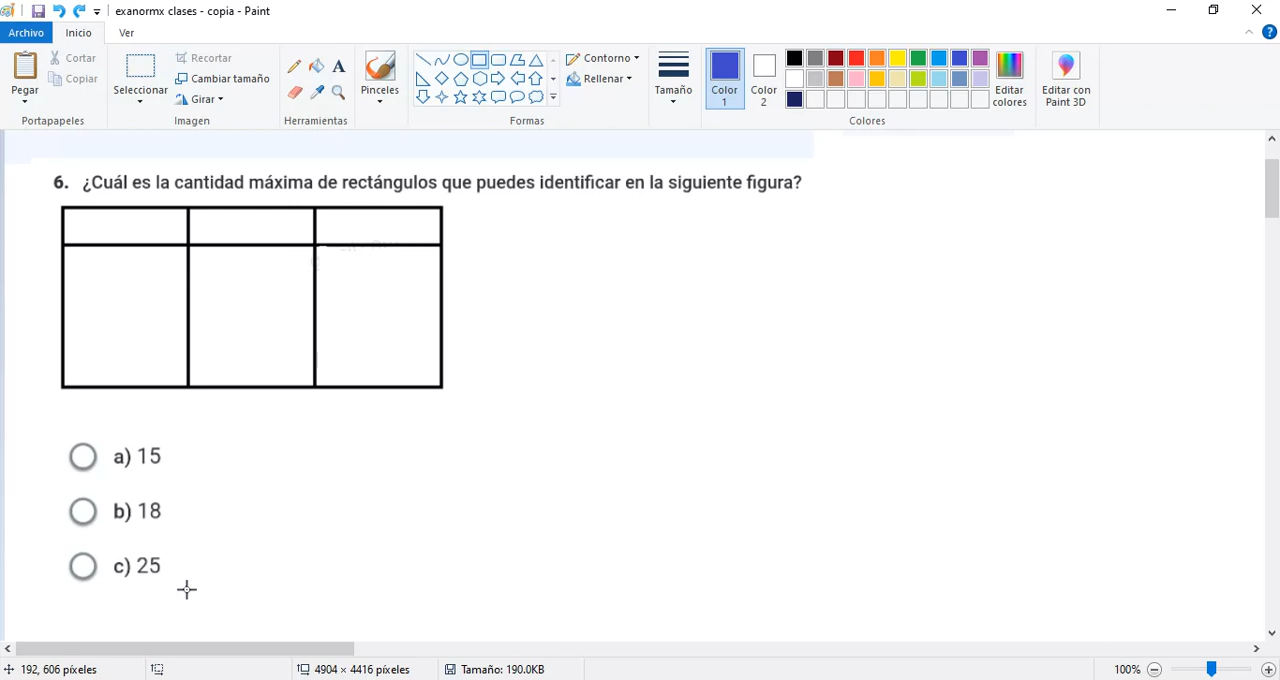 exanormx clases - copia - Paint
Archivo Inicio Ver
Pegar
Cortar
Copiar
Portapapeles
Seleccionar
Recortar
Cambiar tamaño
Girar
Imagen
A
Herramientas
Pinceles
Contorno
Rellenar
Formas
Tamaño
Color 1
Color 2
Editar colores
Colores
Editar con Paint 3D
6. ¿Cuál es la cantidad máxima de rectángulos que puedes identificar en la siguiente figura?
a) 15
b) 18
c) 25
192, 606 píxeles
4904 × 4416 píxeles
Tamaño: 190.0KB
100%